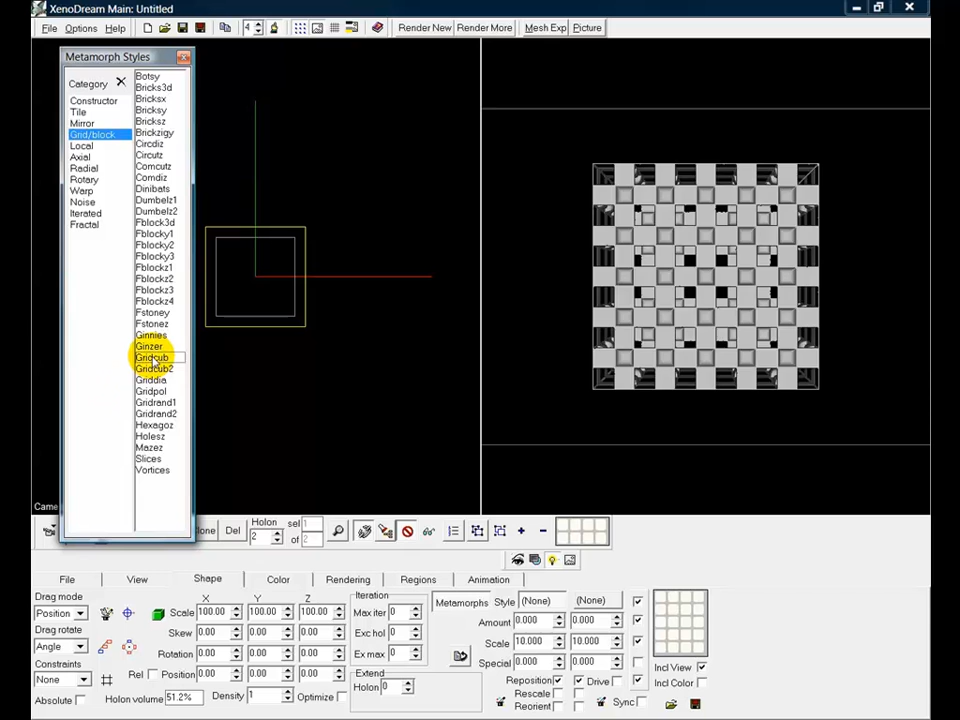 XenoDream Main: Untitled
File Options Help 4 Render New Render More Mesh Exp Picture
Metamorph Styles
Category
Constructor
Tile
Mirror
Grid/block
Local
Axial
Radial
Rotary
Warp
Noise
Iterated
Fractal
Botsy
Bricks3d
Bricksx
Bricksy
Bricksz
Brickzigy
Circdiz
Circutz
Comcutz
Comdiz
Dinibats
Dumbelz1
Dumbelz2
Fblock3d
Fblocky1
Fblocky2
Fblocky3
Fblockz1
Fblockz2
Fblockz3
Fblockz4
Fstoney
Fstonez
Ginnies
Ginzer
Gridcub
Gridcub2
Griddia
Gridpol
Gridrand1
Gridrand2
Hexagoz
Holesz
Mazez
Slices
Vortices
Came
lone Del Holon 2 sel 1 of 2
File View Shape Color Rendering Regions Animation
Drag mode
Position
Drag rotate
Angle
Constraints
None
Absolute
X Y Z
Scale 100.00 100.00 100.00
Skew 0.00 0.00 0.00
Rotation 0.00 0.00 0.00
Rel Position 0.00 0.00 0.00
Holon volume 51.2% Density 1 Optimize
Iteration
Max iter 0
Exc hol 0
Ex max 0
Extend
Holon 0
Metamorphs Style (None) (None)
Amount 0.000 0.000
Scale 10.000 10.000
Special 0.000 0.000
Reposition Drive
Rescale
Reorient Sync
Incl View
Incl Color